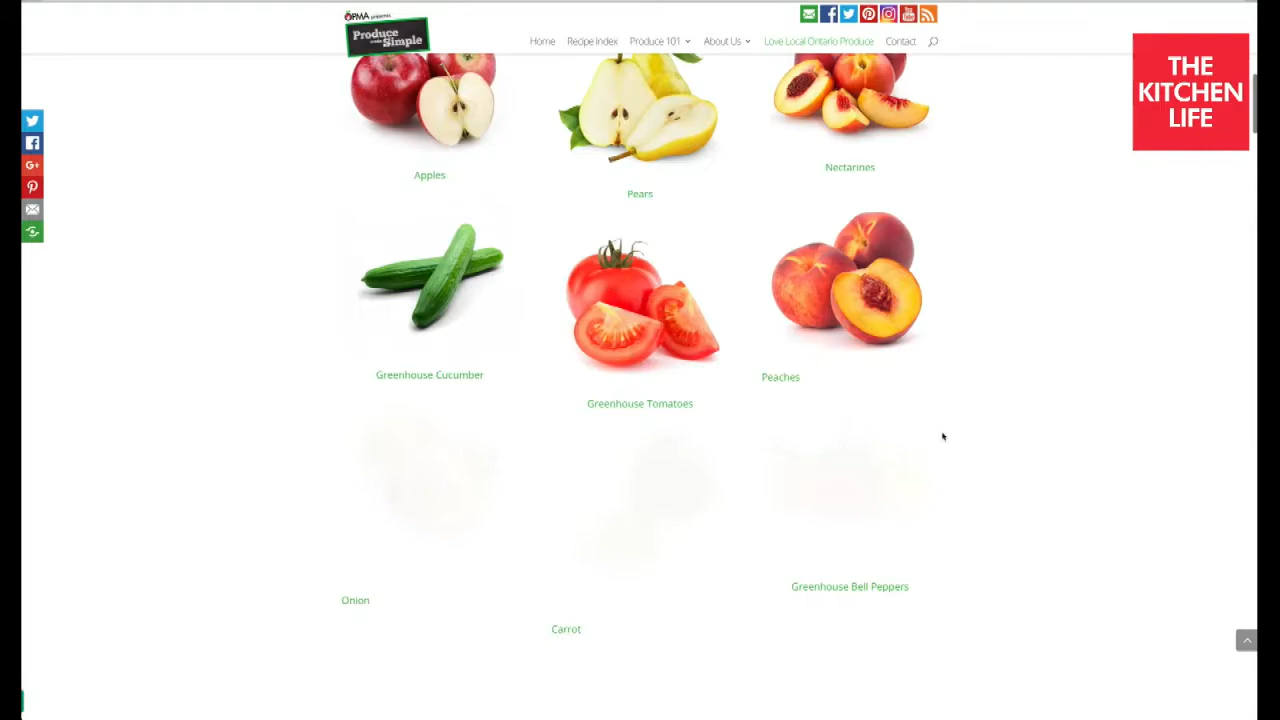 OPMA presents
Produce
made
Simple
Home Recipe Index Produce 101 About Us Love Local Ontario Produce Contact
THE
KITCHEN
LIFE
Apples
Pears
Nectarines
Greenhouse Cucumber
Greenhouse Tomatoes
Peaches
Onion
Carrot
Greenhouse Bell Peppers